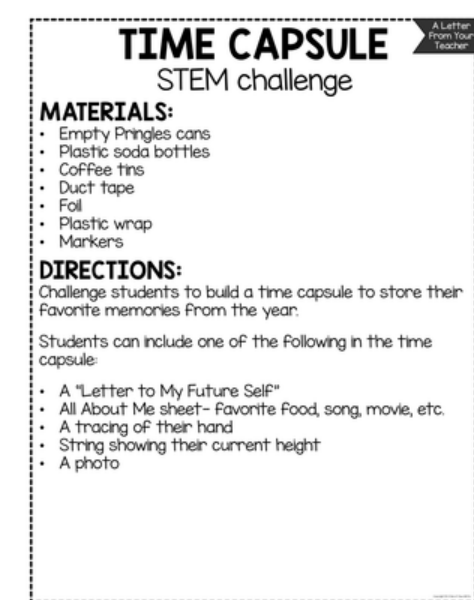 TIME CAPSULE
A Letter
From Your
Teacher
STEM challenge
MATERIALS:
• Empty Pringles cans
• Plastic soda bottles
• Coffee tins
• Duct tape
• Foil
• Plastic wrap
• Markers
DIRECTIONS:
Challenge students to build a time capsule to store their
favorite memories from the year.
Students can include one of the following in the time
capsule:
• A "Letter to My Future Self"
• All About Me sheet- favorite food, song, movie, etc.
• A tracing of their hand
• String showing their current height
• A photo